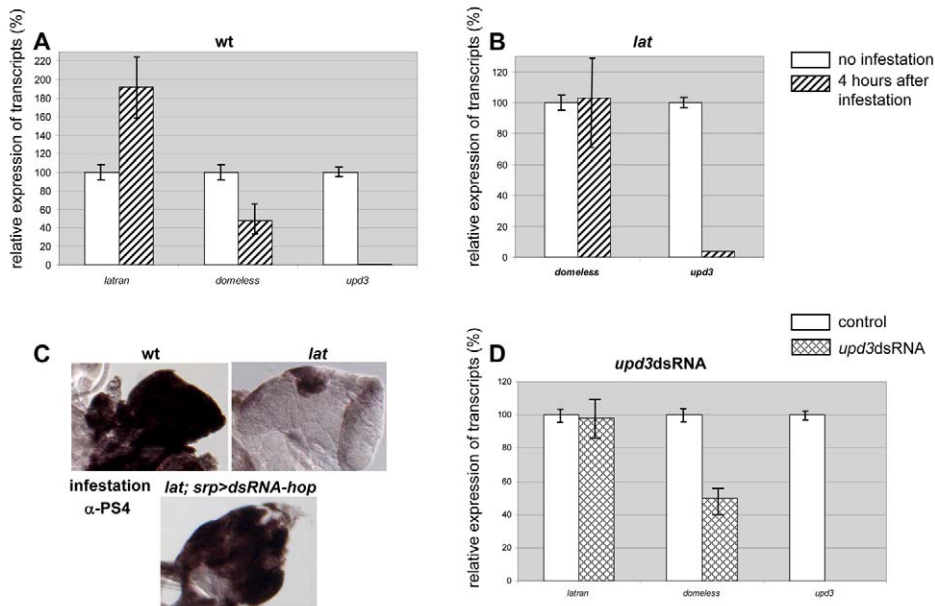 A
wt
relative expression of transcripts (%)
220
200
180
160
140
120
100
80
60
40
20
0
latran
domeless
upd3
B
lat
relative expression of transcripts (%)
120
100
80
60
40
20
0
domeless
upd3
no infestation
4 hours after
infestation
C
wt
lat
infestation
α-PS4
lat; srp>dsRNA-hop
control
upd3dsRNA
D
upd3dsRNA
relative expression of transcripts (%)
120
100
80
60
40
20
0
latran
domeless
upd3